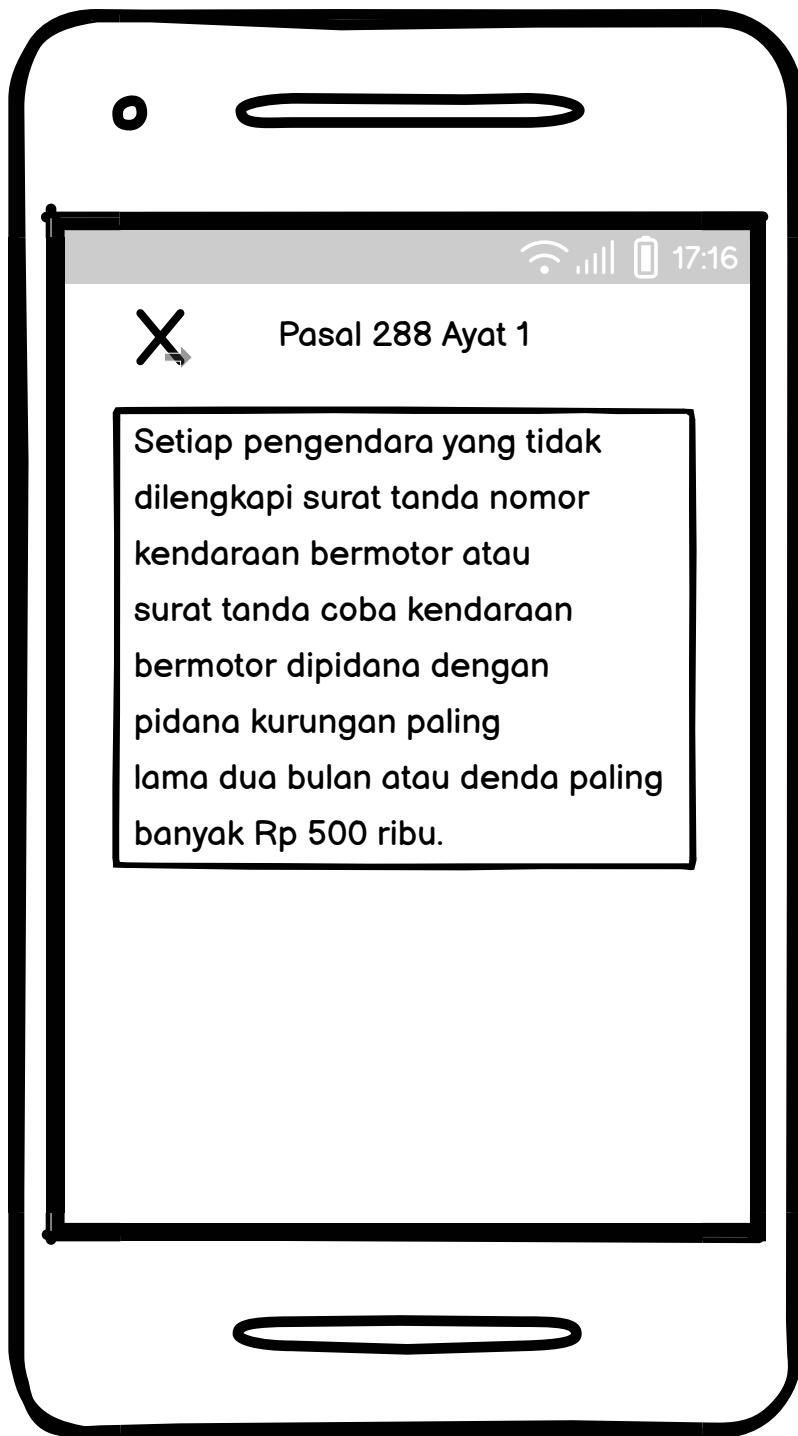 17:16
Pasal 288 Ayat 1
Setiap pengendara yang tidak
dilengkapi surat tanda nomor
kendaraan bermotor atau
surat tanda coba kendaraan
bermotor dipidana dengan
pidana kurungan paling
lama dua bulan atau denda paling
banyak Rp 500 ribu.